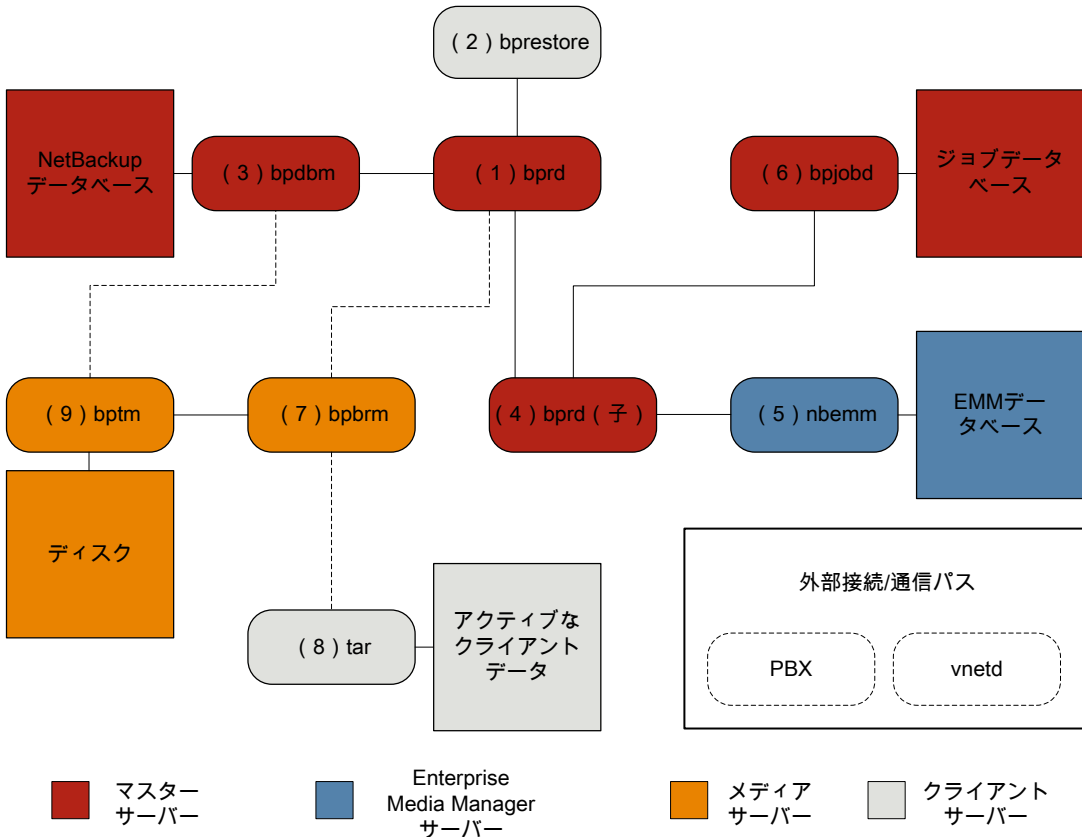 （2）bprestore
NetBackup
データベース
（3）bpdbm
（1）bprd
（6）bpjobd
ジョブデータ
ベース
（9）bptm
（7）bpbrm
（4）bprd（子）
（5）nbemm
EMMデー
タベース
ディスク
外部接続/通信パス
PBX
vnetd
（8）tar
アクティブな
クライアント
データ
マスター
サーバー
Enterprise
Media Manager
サーバー
メディア
サーバー
クライアント
サーバー